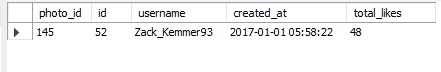 photo_id id username created_at total_likes
145 52 Zack_Kemmer93 2017-01-01 05:58:22 48